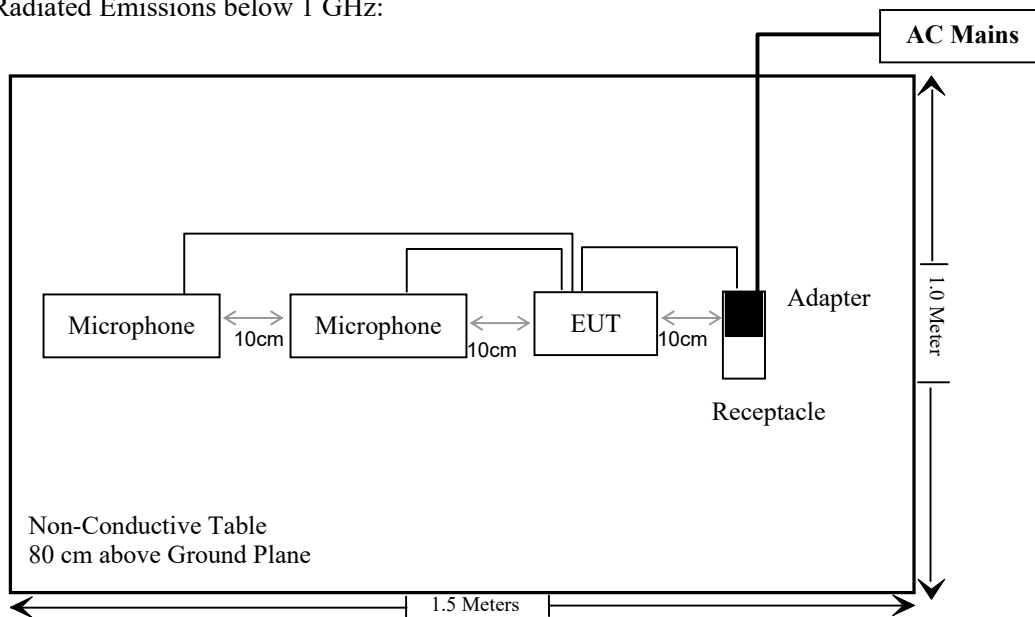 Radiated Emissions below 1 GHz:
AC Mains
Microphone
10cm
Microphone
10cm
EUT
10cm
Adapter
Receptacle
1.0 Meter
Non-Conductive Table
80 cm above Ground Plane
1.5 Meters